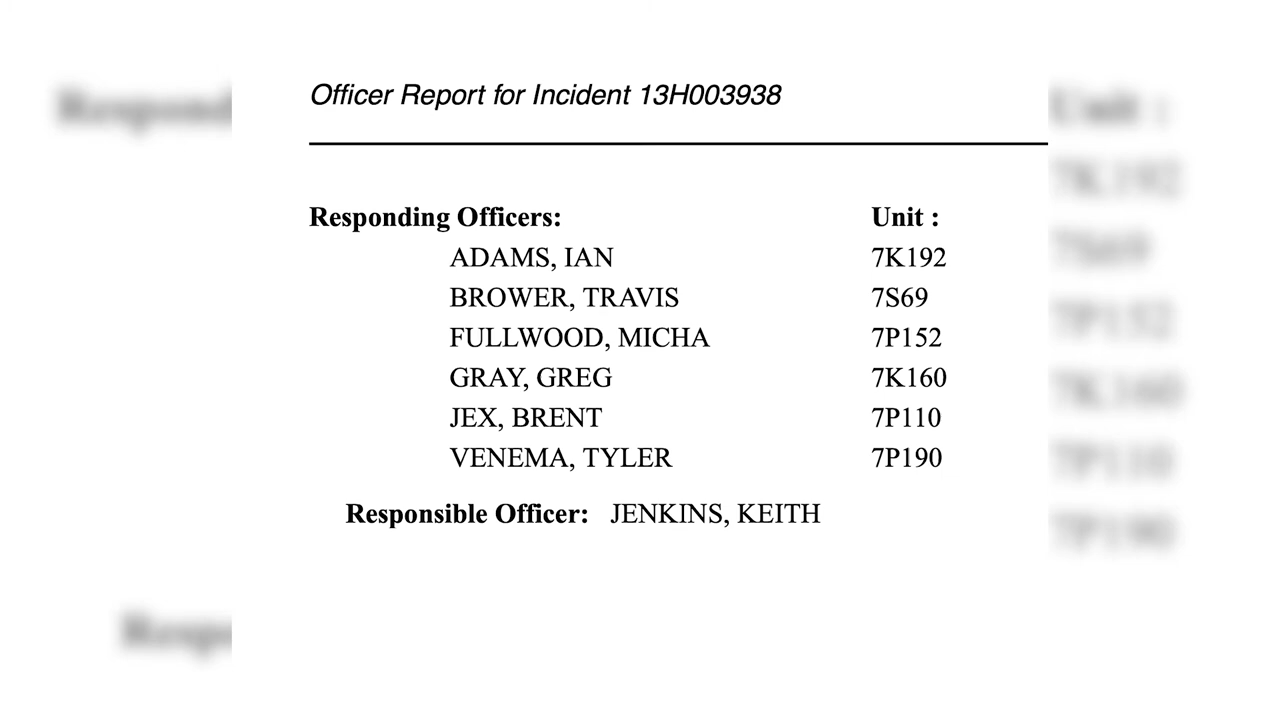 Officer Report for Incident 13H003938
Responding Officers: Unit :
ADAMS, IAN 7K192
BROWER, TRAVIS 7S69
FULLWOOD, MICHA 7P152
GRAY, GREG 7K160
JEX, BRENT 7P110
VENEMA, TYLER 7P190
Responsible Officer: JENKINS, KEITH